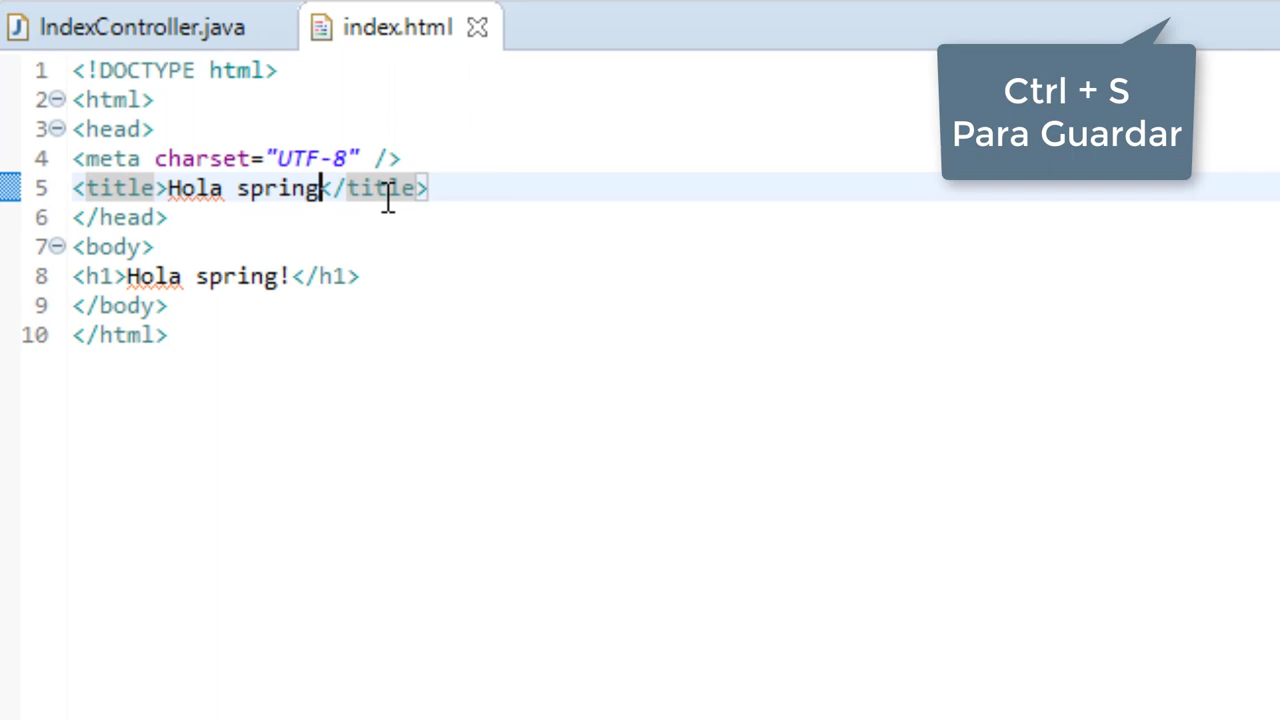 IndexController.java
index.html
Ctrl + S
Para Guardar
1 <!DOCTYPE html>
2 <html>
3 <head>
4 <meta charset="UTF-8" />
5 <title>Hola spring</title>
6 </head>
7 <body>
8 <h1>Hola spring!</h1>
9 </body>
10 </html>